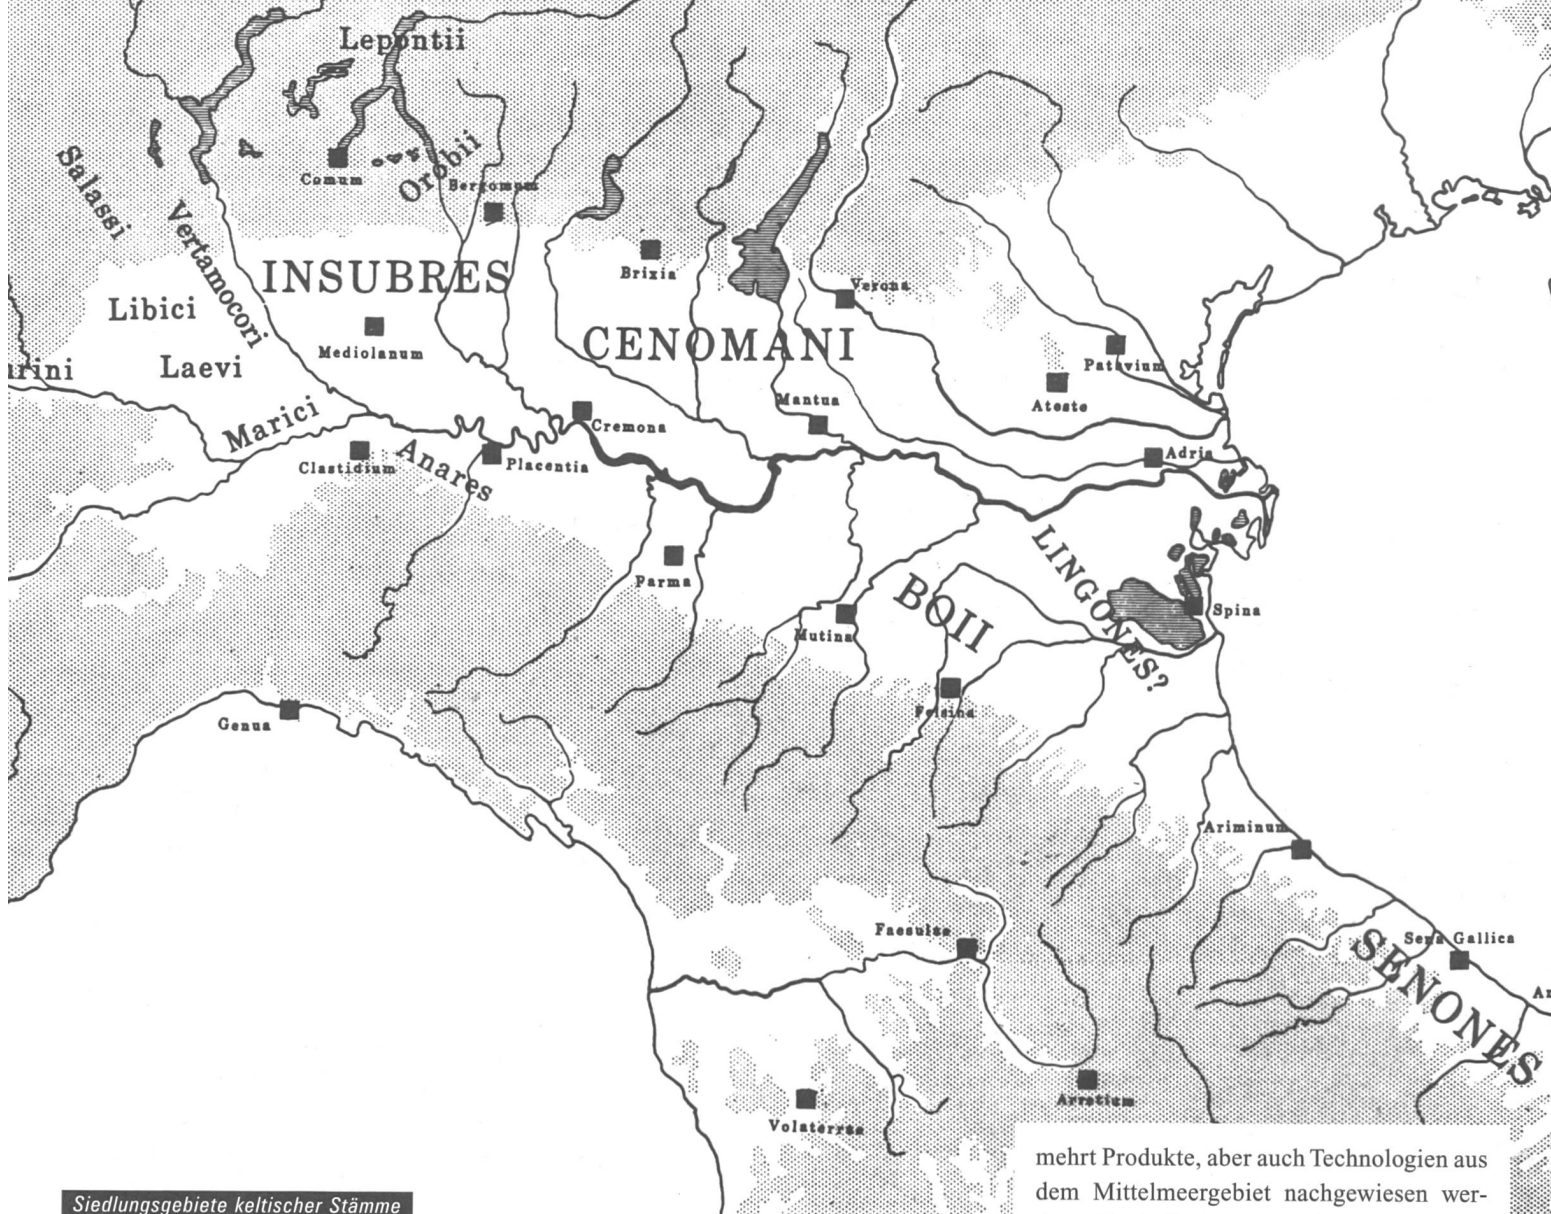 Lepontii
Orobii
Comum
Bergomum
Salassi
Vertamocori
INSUBRES
Brixia
Verona
Libici
CENOMANI
Mediolanum
Laevi
urini
Patavium
Ateste
Mantua
Marici
Cremona
Anares
Clastidium
Placentia
Adria
LINGONES?
Parma
BOII
Spina
Mutina
Felsina
Genua
Ariminum
Faesulae
Sena Gallica
SENONES
An
Arretium
Volaterrae
mehrt Produkte, aber auch Technologien aus
dem Mittelmeergebiet nachgewiesen wer-
Siedlungsgebiete keltischer Stämme